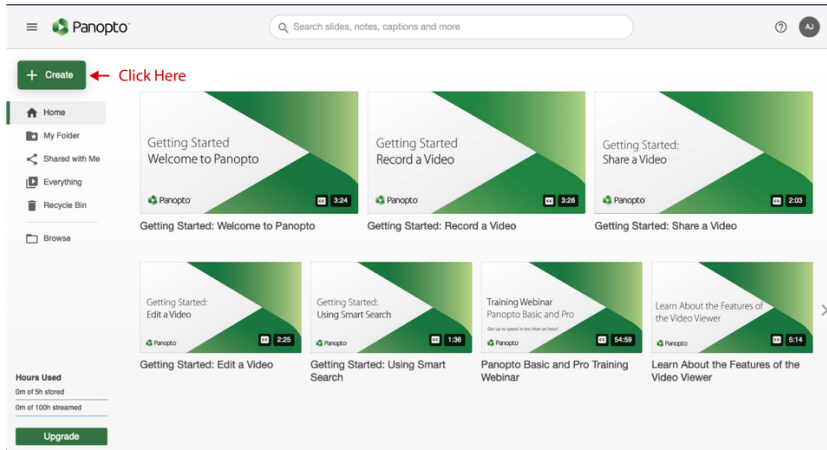 Panopto
Search slides, notes, captions and more
AJ
+ Create
Click Here
Home
My Folder
Shared with Me
Everything
Recycle Bin
Browse
Getting Started
Welcome to Panopto
Panopto
CC 3:24
Getting Started: Welcome to Panopto
Getting Started
Record a Video
Panopto
CC 3:26
Getting Started: Record a Video
Getting Started:
Share a Video
Panopto
CC 2:03
Getting Started: Share a Video
Getting Started:
Edit a Video
Panopto
CC 2:25
Getting Started: Edit a Video
Getting Started:
Using Smart Search
Panopto
CC 1:36
Getting Started: Using Smart
Search
Training Webinar
Panopto Basic and Pro
Get up to speed in less than an hour!
Panopto
CC 54:59
Panopto Basic and Pro Training
Webinar
Learn About the Features of
the Video Viewer
Panopto
CC 5:14
Learn About the Features of the
Video Viewer
Hours Used
0m of 5h stored
0m of 100h streamed
Upgrade